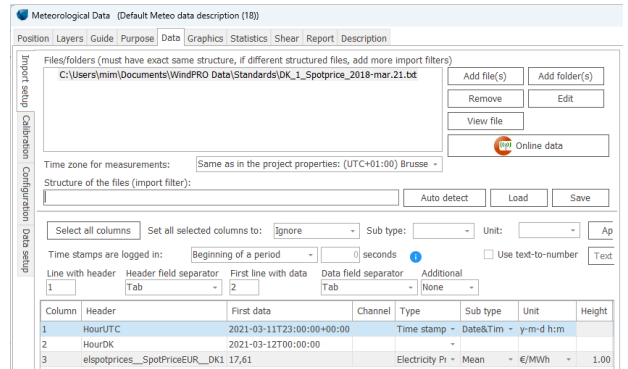 Meteorological Data (Default Meteo data description (18))
Position Layers Guide Purpose Data Graphics Statistics Shear Report Description
Import setup
Calibration
Configuration
Data setup
Files/folders (must have exact same structure, if different structured files, add more import filters)
C:\Users\mim\Documents\WindPRO Data\Standards\DK_1_Spotprice_2018-mar.21.txt
Add file(s) Add folder(s)
Remove Edit
View file
Online data
Time zone for measurements: Same as in the project properties: (UTC+01:00) Brusse
Structure of the files (import filter):
Auto detect Load Save
Select all columns Set all selected columns to: Ignore Sub type: Unit: Ap
Time stamps are logged in: Beginning of a period 0 seconds i Use text-to-number Text
Line with header Header field separator First line with data Data field separator Additional
1 Tab 2 Tab None
Column Header First data Channel Type Sub type Unit Height
1 HourUTC 2021-03-11T23:00:00+00:00 Time stamp Date&Tim y-m-d h:m
2 HourDK 2021-03-12T00:00:00
3 elspotprices__SpotPriceEUR__DK1 17,61 Electricity Pr Mean €/MWh 1.00